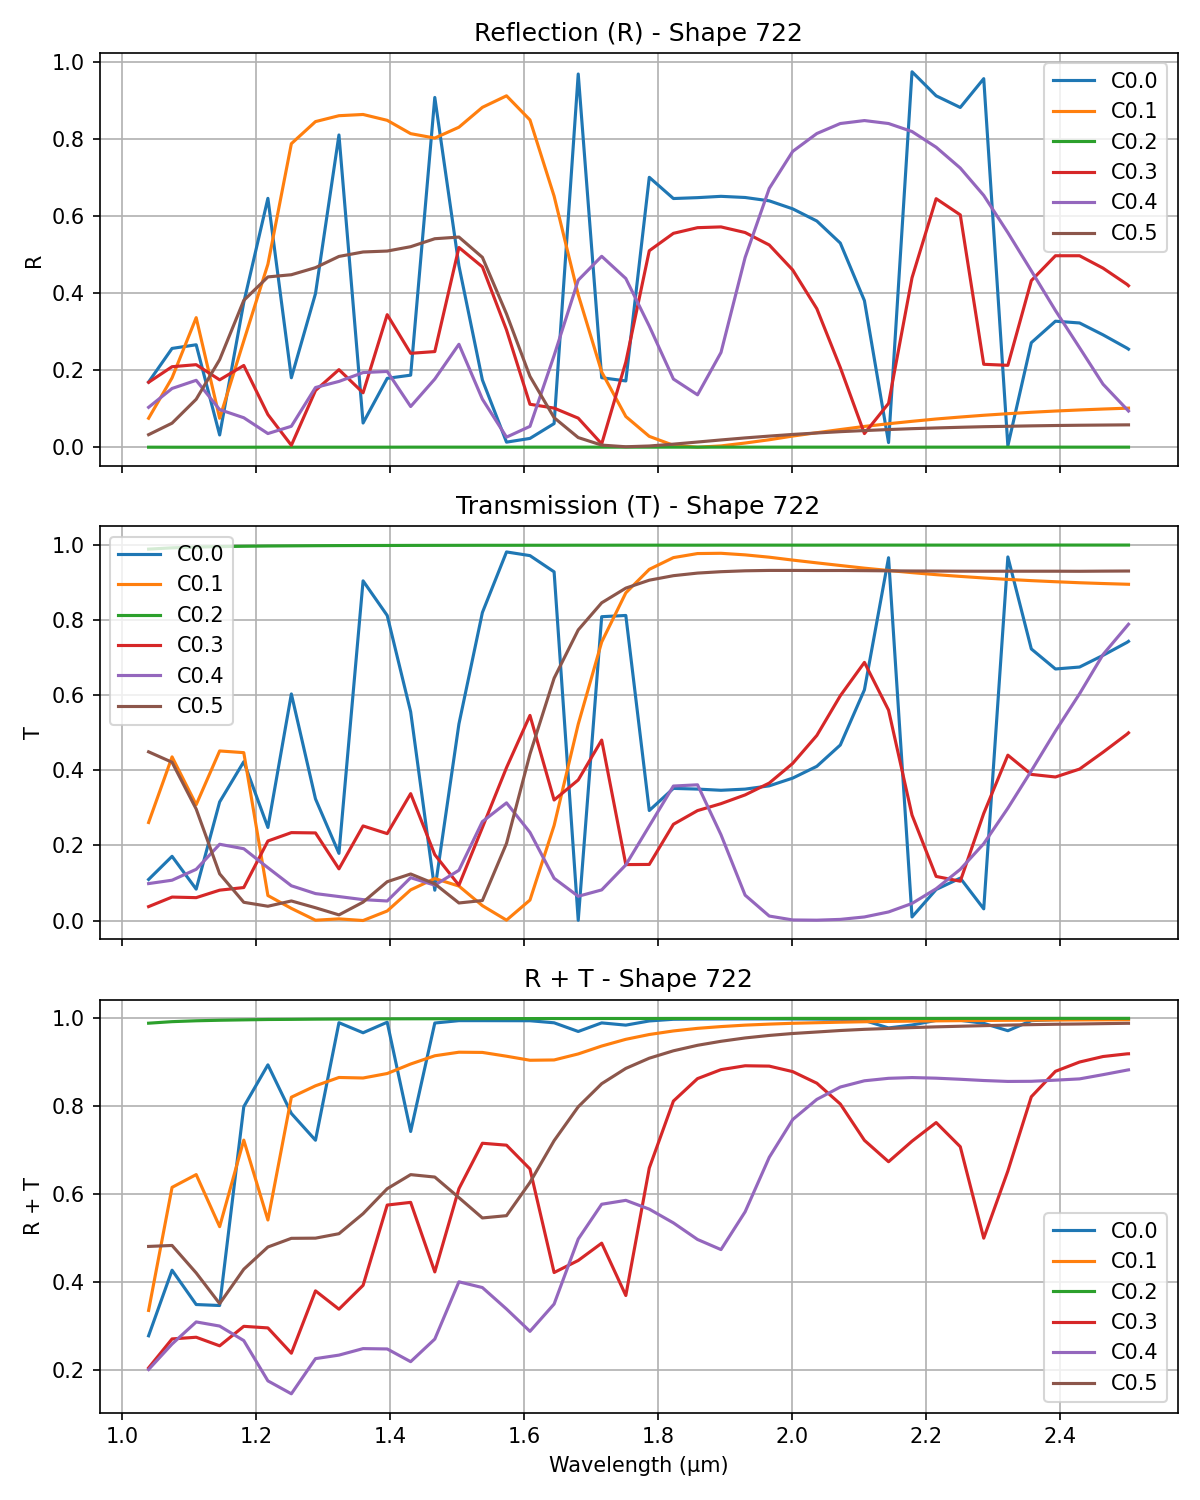 Reflection (R) - Shape 722
1.0
0.8
0.6
0.4
0.2
0.0
R
C0.0
C0.1
C0.2
C0.3
C0.4
C0.5
Transmission (T) - Shape 722
1.0
0.8
0.6
0.4
0.2
0.0
T
C0.0
C0.1
C0.2
C0.3
C0.4
C0.5
R + T - Shape 722
1.0
0.8
0.6
0.4
0.2
R + T
C0.0
C0.1
C0.2
C0.3
C0.4
C0.5
1.0 1.2 1.4 1.6 1.8 2.0 2.2 2.4
Wavelength (µm)